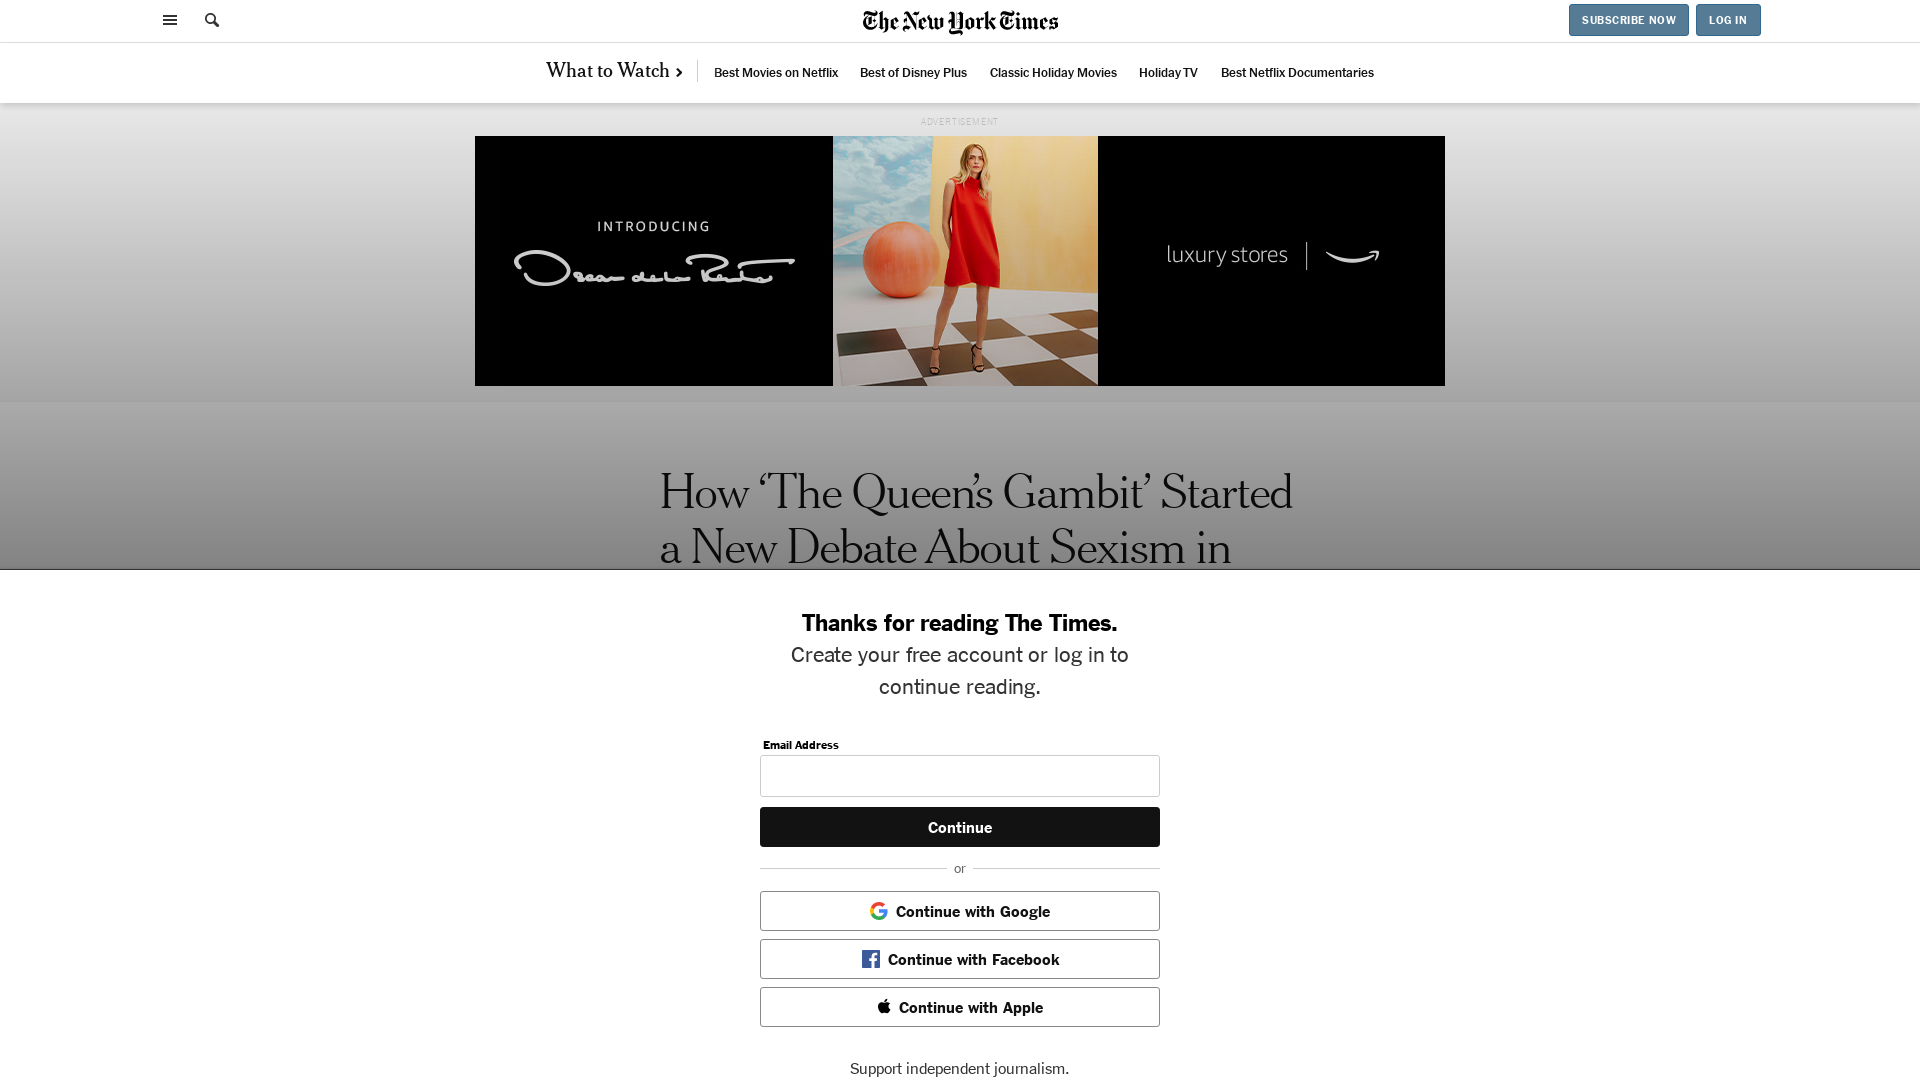 The New York Times
SUBSCRIBE NOW
LOG IN
What to Watch
Best Movies on Netflix
Best of Disney Plus
Classic Holiday Movies
Holiday TV
Best Netflix Documentaries
ADVERTISEMENT
INTRODUCING
Oscar de la Renta
luxury stores
How ‘The Queen’s Gambit’ Started
a New Debate About Sexism in
Thanks for reading The Times.
Create your free account or log in to
continue reading.
Email Address
Continue
or
Continue with Google
Continue with Facebook
Continue with Apple
Support independent journalism.